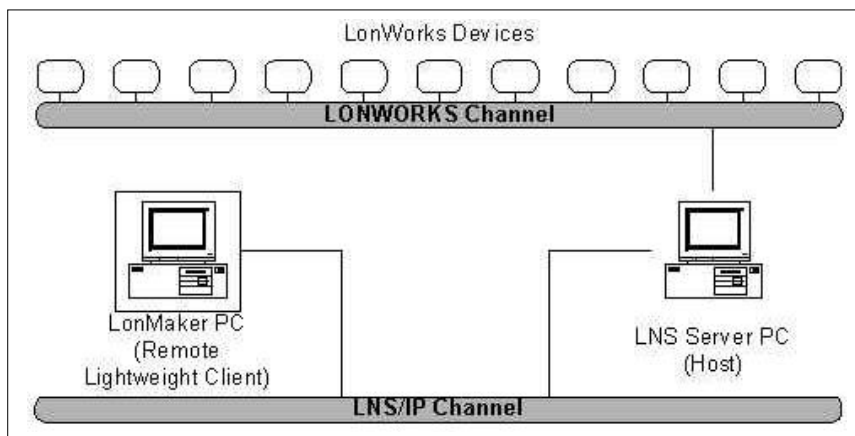 LonWorks Devices
LONWORKS Channel
LonMaker PC
(Remote
Lightweight Client)
LNS Server PC
(Host)
LNS/IP Channel